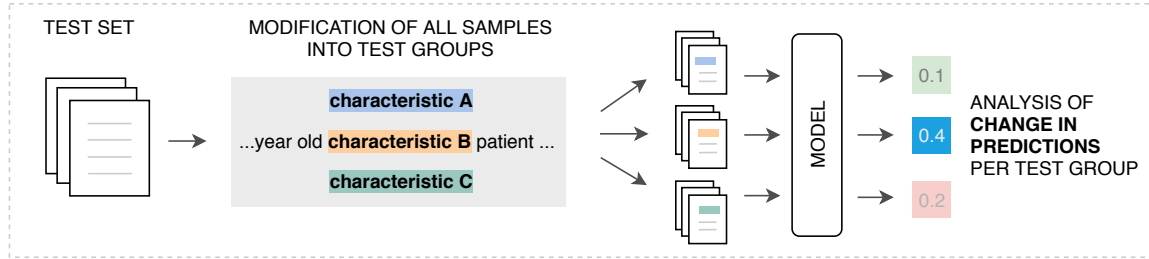 TEST SET
MODIFICATION OF ALL SAMPLES
INTO TEST GROUPS
characteristic A
...year old characteristic B patient ...
characteristic C
MODEL
0.1
0.4
0.2
ANALYSIS OF
CHANGE IN
PREDICTIONS
PER TEST GROUP